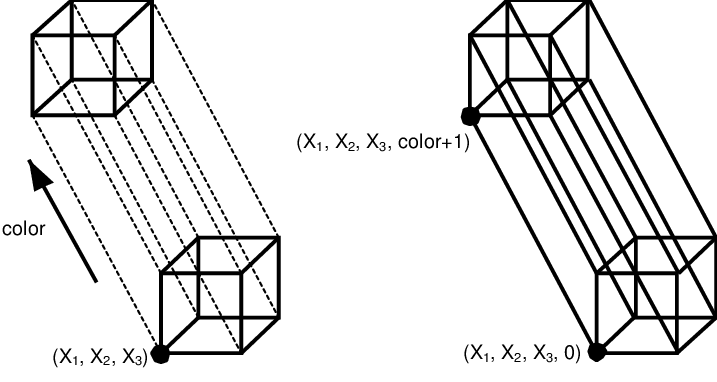 (X₁, X₂, X₃, color+1)
color
(X₁, X₂, X₃)
(X₁, X₂, X₃, 0)